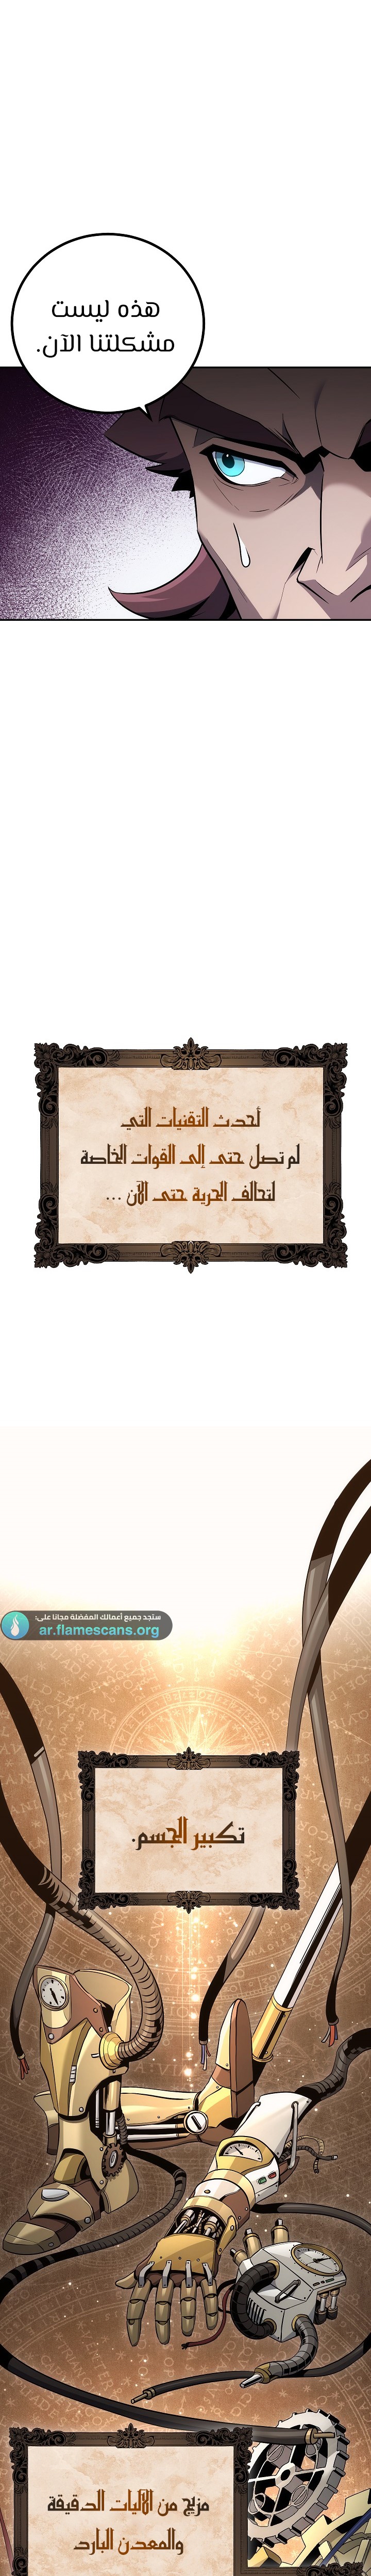 هذه ليست
مشكلتنا الآن.
أحدث التقنيات التي
لم تصل حتى إلى القوات الخاصة
لتحالف الحرية حتى الآن ...
ستجد جميع أعمالك المفضلة مجانا على:
ar.flamescans.org
تكبير الجسم.
مزيج من الآليات الدقيقة
والمعدن البارد